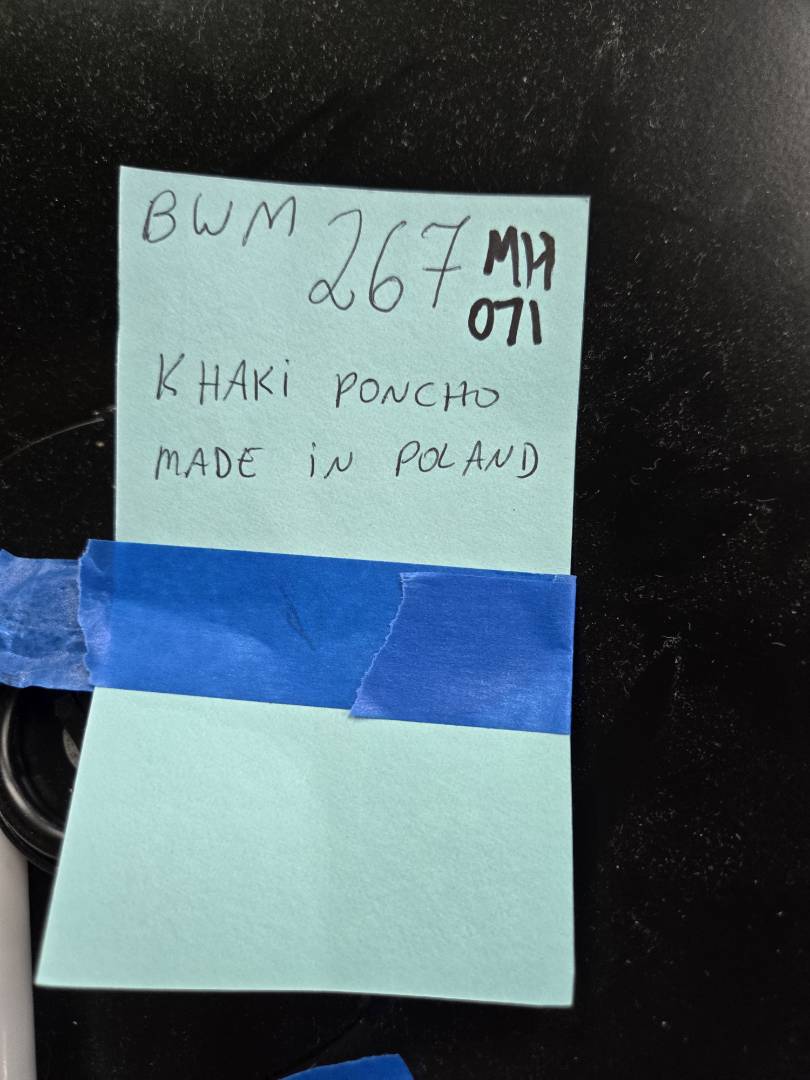 BWM 267 MH
071
KHAKi PONCHO
MADE iN POLAND